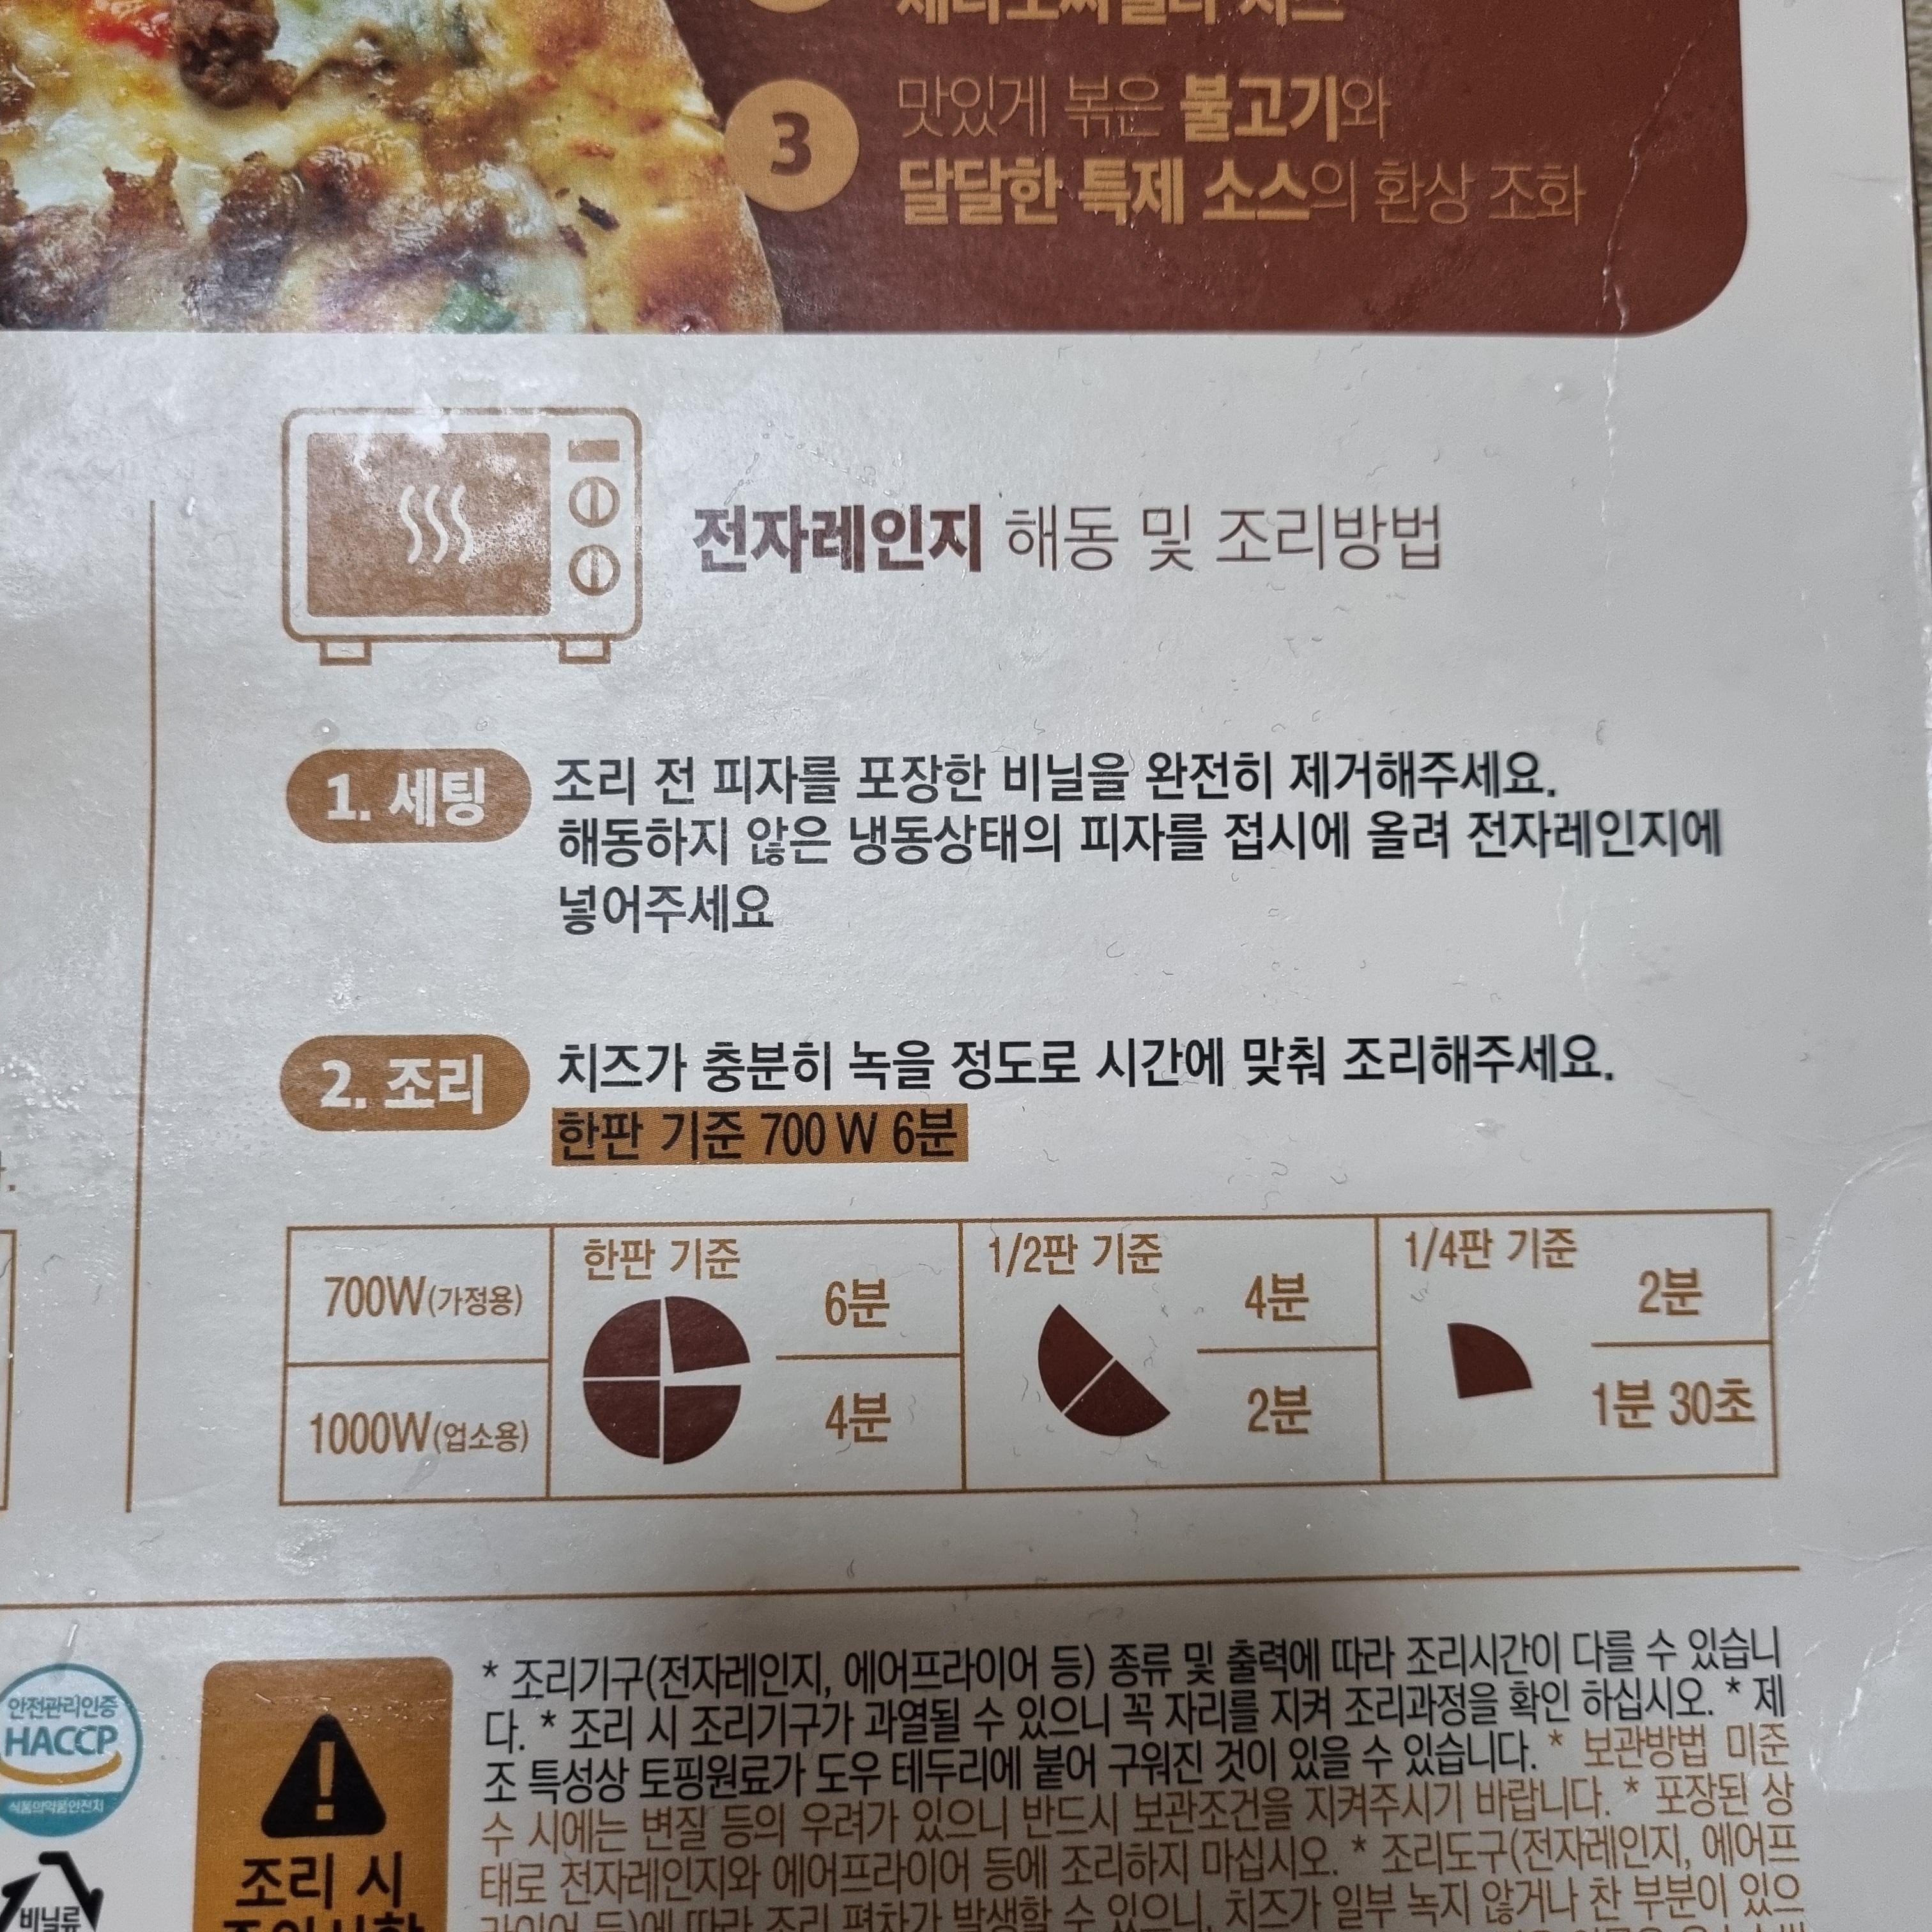 3
맛있게 볶은 불고기와
달달한 특제 소스의 환상 조화
전자레인지 해동 및 조리방법
1. 세팅
조리 전 피자를 포장한 비닐을 완전히 제거해주세요.
해동하지 않은 냉동상태의 피자를 접시에 올려 전자레인지에
넣어주세요
2. 조리
치즈가 충분히 녹을 정도로 시간에 맞춰 조리해주세요.
한판 기준 700 W 6분
한판 기준
1/2판 기준
1/4판 기준
700W(가정용)
6분
4분
2분
1000W(업소용)
4분
2분
1분 30초
* 조리기구(전자레인지, 에어프라이어 등) 종류 및 출력에 따라 조리시간이 다를 수 있습니
다. * 조리 시 조리기구가 과열될 수 있으니 꼭 자리를 지켜 조리과정을 확인 하십시오. * 제
조 특성상 토핑원료가 도우 테두리에 붙어 구워진 것이 있을 수 있습니다. * 보관방법 미준
수 시에는 변질 등의 우려가 있으니 반드시 보관조건을 지켜주시기 바랍니다. * 포장된 상
태로 전자레인지와 에어프라이어 등에 조리하지 마십시오. * 조리도구(전자레인지, 에어프
라이어 등)에 따라 조리 편차가 발생할 수 있으니, 치즈가 일부 녹지 않거나 찬 부분이 있으
안전관리인증
HACCP
식품의약품안전처
조리 시
비닐류